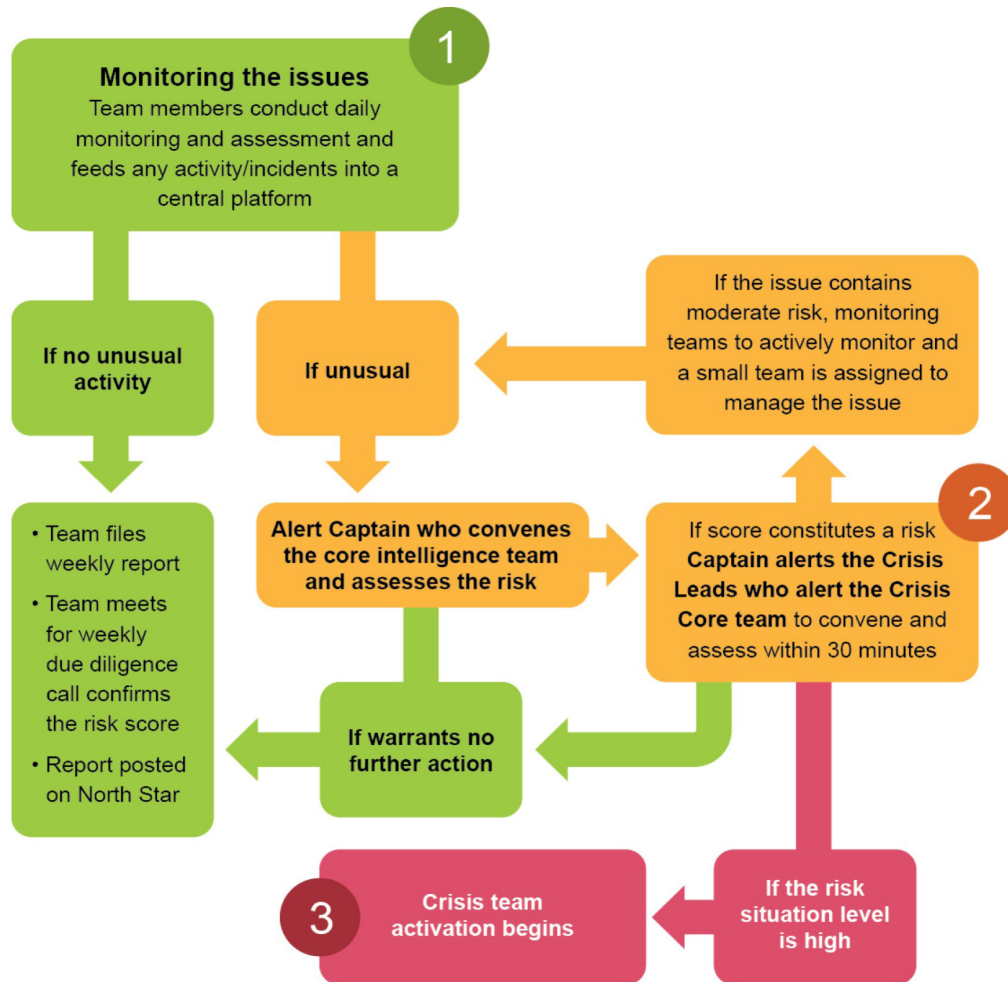 1
Monitoring the issues
Team members conduct daily
monitoring and assessment and
feeds any activity/incidents into a
central platform
If no unusual
activity
If unusual
If the issue contains
moderate risk, monitoring
teams to actively monitor and
a small team is assigned to
manage the issue
• Team files
weekly report
• Team meets
for weekly
due diligence
call confirms
the risk score
• Report posted
on North Star
Alert Captain who convenes
the core intelligence team
and assesses the risk
2
If score constitutes a risk
Captain alerts the Crisis
Leads who alert the Crisis
Core team to convene and
assess within 30 minutes
If warrants no
further action
3
Crisis team
activation begins
If the risk
situation level
is high